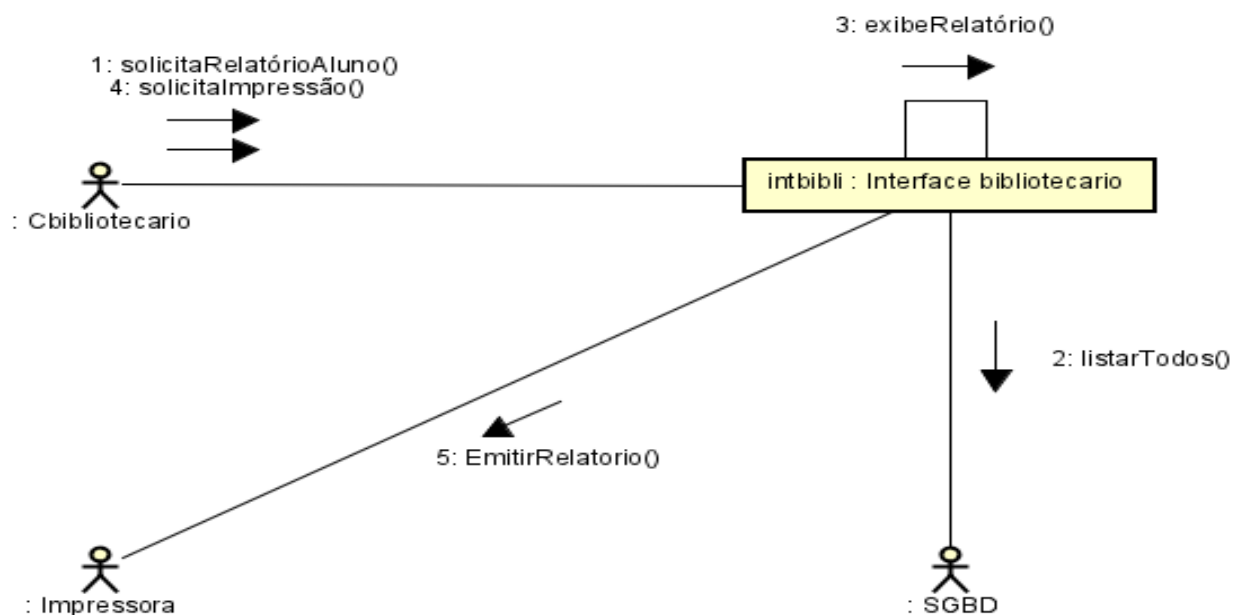 3: exibeRelatório()
1: solicitaRelatórioAluno()
4: solicitaImpressão()
intbibli : Interface bibliotecario
: Cbibliotecario
2: listarTodos()
5: EmitirRelatorio()
: Impressora
: SGBD